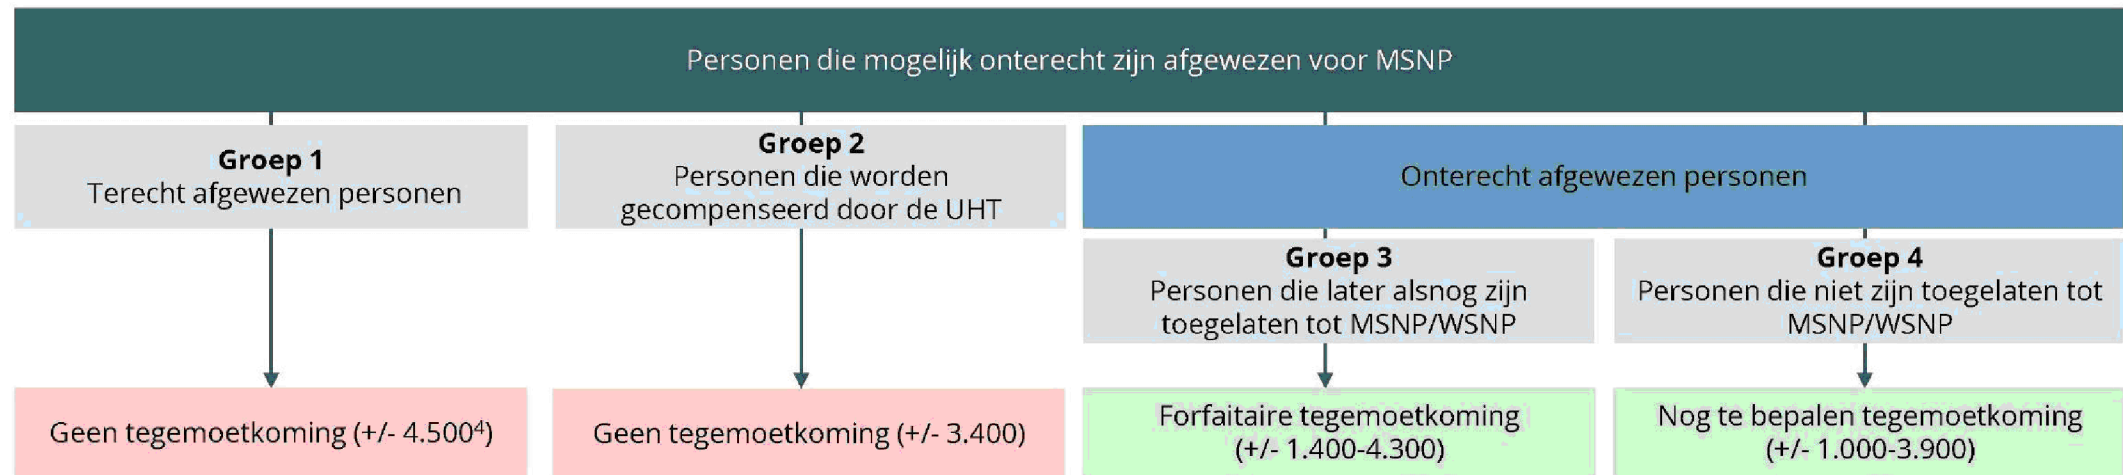 Personen die mogelijk onterecht zijn afgewezen voor MSNP
Groep 1
Terecht afgewezen personen
Groep 2
Personen die worden
gecompenseerd door de UHT
Onterecht afgewezen personen
Groep 3
Personen die later alsnog zijn
toegelaten tot MSNP/WSNP
Groep 4
Personen die niet zijn toegelaten tot
MSNP/WSNP
Geen tegemoetkoming (+/- 4.500⁴)
Geen tegemoetkoming (+/- 3.400)
Forfaitaire tegemoetkoming
(+/- 1.400-4.300)
Nog te bepalen tegemoetkoming
(+/- 1.000-3.900)